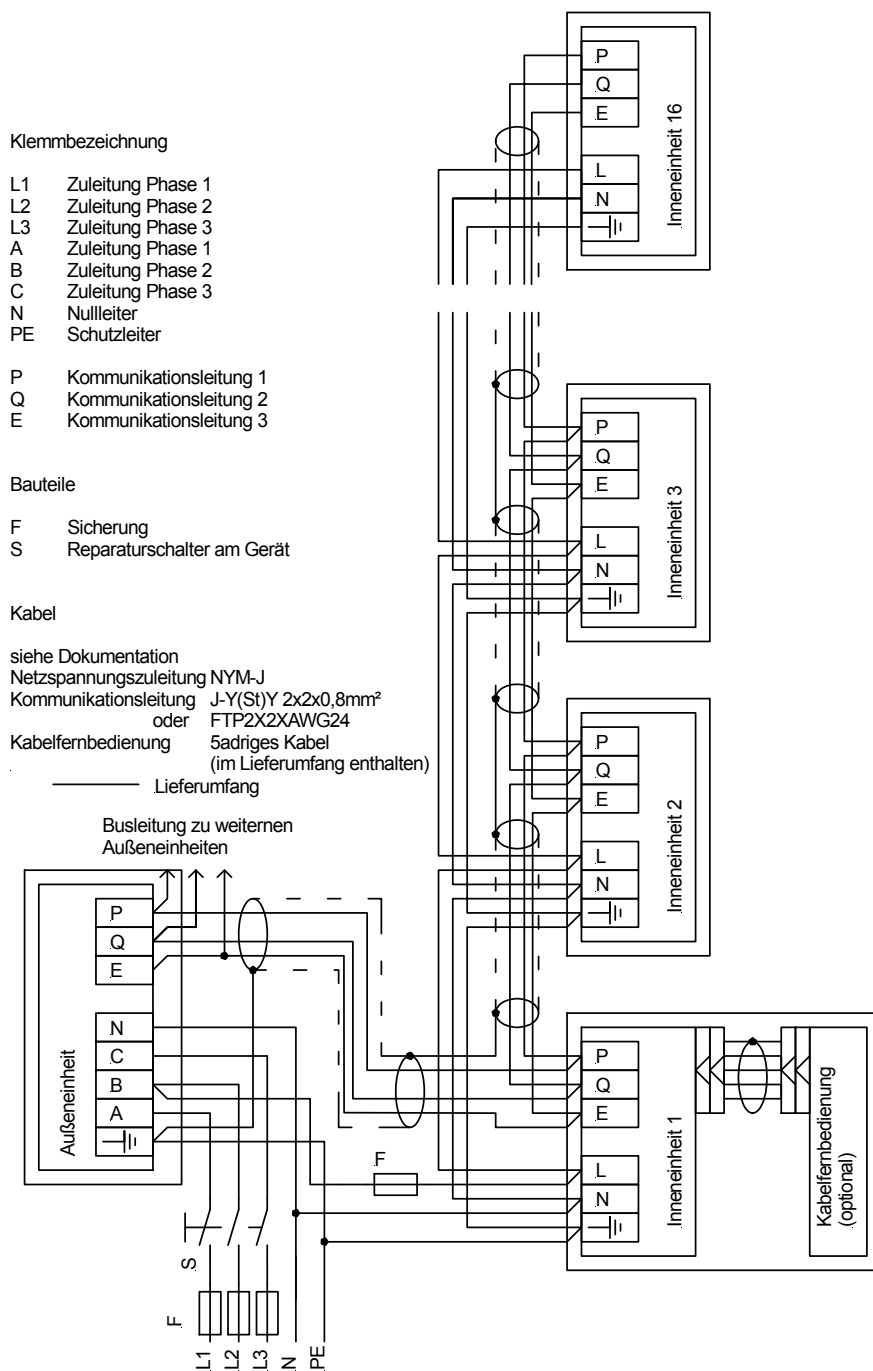 Klemmbezeichnung
L1 Zuleitung Phase 1
L2 Zuleitung Phase 2
L3 Zuleitung Phase 3
A Zuleitung Phase 1
B Zuleitung Phase 2
C Zuleitung Phase 3
N Nullleiter
PE Schutzleiter
P Kommunikationsleitung 1
Q Kommunikationsleitung 2
E Kommunikationsleitung 3
Bauteile
F Sicherung
S Reparaturschalter am Gerät
Kabel
siehe Dokumentation
Netzspannungszuleitung NYM-J
Kommunikationsleitung J-Y(St)Y 2x2x0,8mm²
oder FTP2X2XAWG24
Kabelfernbedienung 5adriges Kabel
(im Lieferumfang enthalten)
Lieferumfang
Busleitung zu weiternen
Außeneinheiten
P
Q
E
N
C
B
A
Außeneinheit
S
F
L1
L2
L3
N
PE
F
P
Q
E
L
N
Inneneinheit 16
P
Q
E
L
N
Inneneinheit 3
P
Q
E
L
N
Inneneinheit 2
P
Q
E
L
N
Inneneinheit 1
Kabelfernbedienung
(optional)